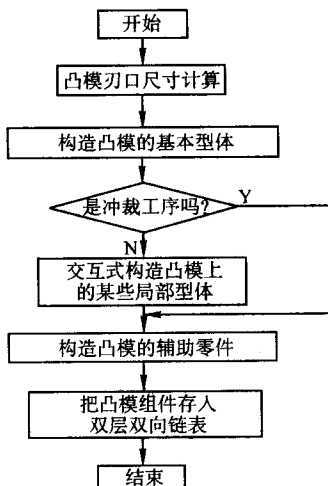 开始
凸模刃口尺寸计算
构造凸模的基本型体
是冲裁工序吗?
Y
N
交互式构造凸模上
的某些局部型体
构造凸模的辅助零件
把凸模组件存入
双层双向链表
结束